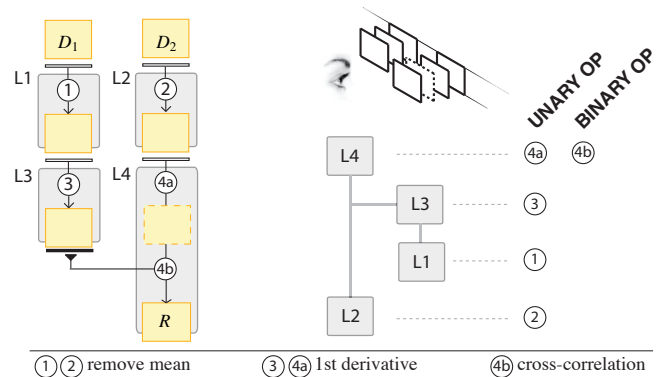 D1 D2
L1 L2
1 2
L3 L4
3 4a
4b
R
UNARY OP
BINARY OP
L4 4a 4b
L3 3
L1 1
L2 2
1 2 remove mean 3 4a 1st derivative 4b cross-correlation